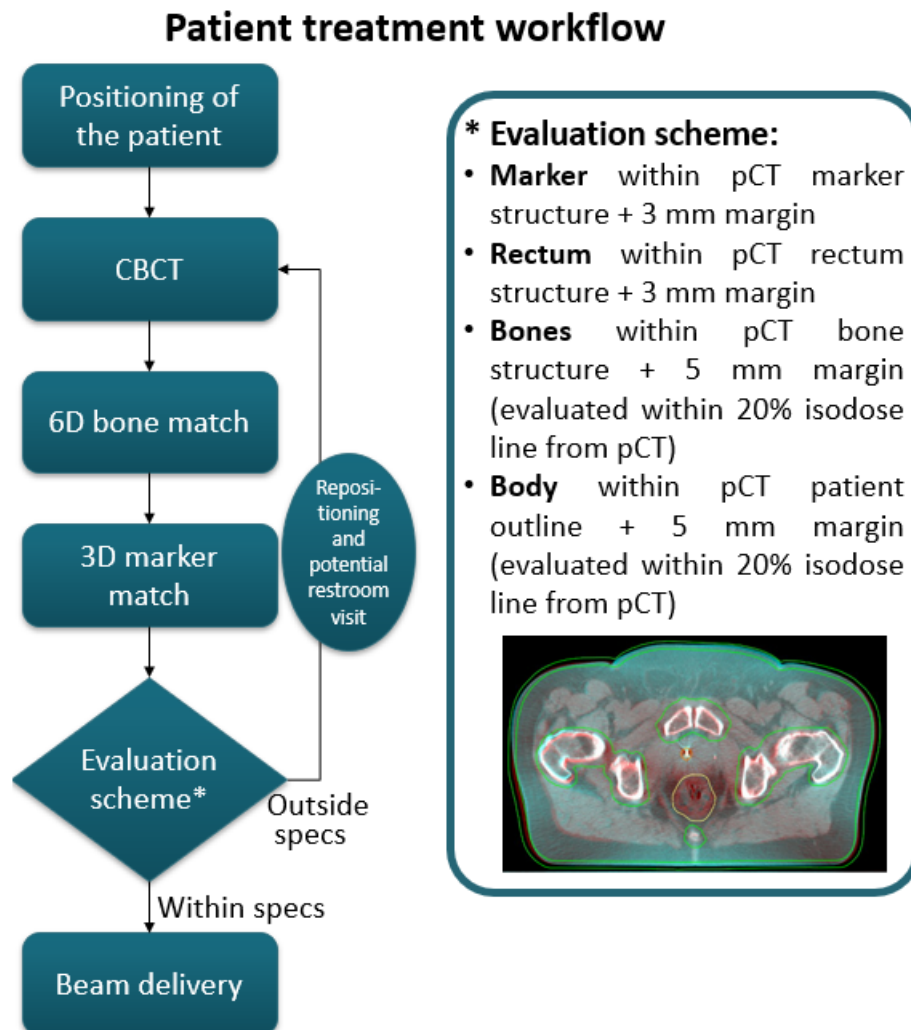 Patient treatment workflow
Positioning of
the patient
CBCT
6D bone match
3D marker
match
Reposi-
tioning
and
potential
restroom
visit
Evaluation
scheme*
Outside
specs
Within specs
Beam delivery
* Evaluation scheme:
• Marker within pCT marker
structure + 3 mm margin
• Rectum within pCT rectum
structure + 3 mm margin
• Bones within pCT bone
structure + 5 mm margin
(evaluated within 20% isodose
line from pCT)
• Body within pCT patient
outline + 5 mm margin
(evaluated within 20% isodose
line from pCT)